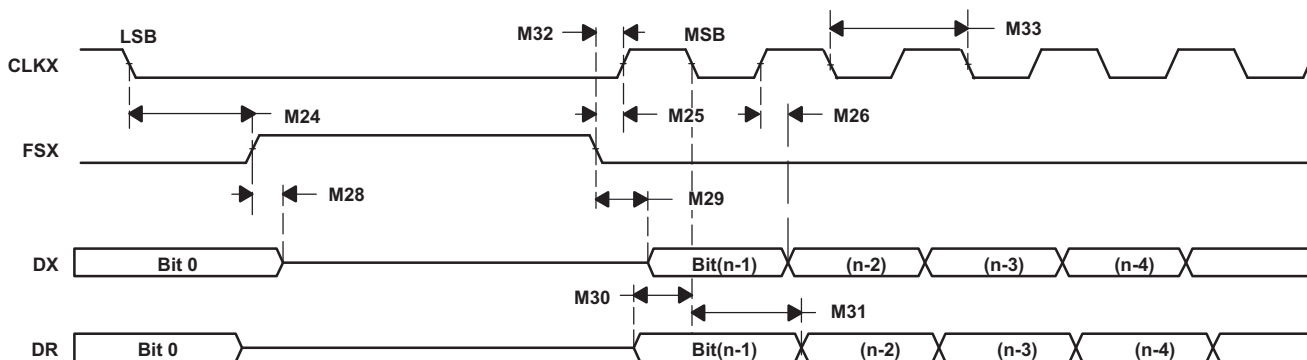 LSB
M32
MSB
M33
CLKX
M24
M25
M26
FSX
M28
M29
DX
Bit 0
Bit(n-1)
(n-2)
(n-3)
(n-4)
M30
M31
DR
Bit 0
Bit(n-1)
(n-2)
(n-3)
(n-4)